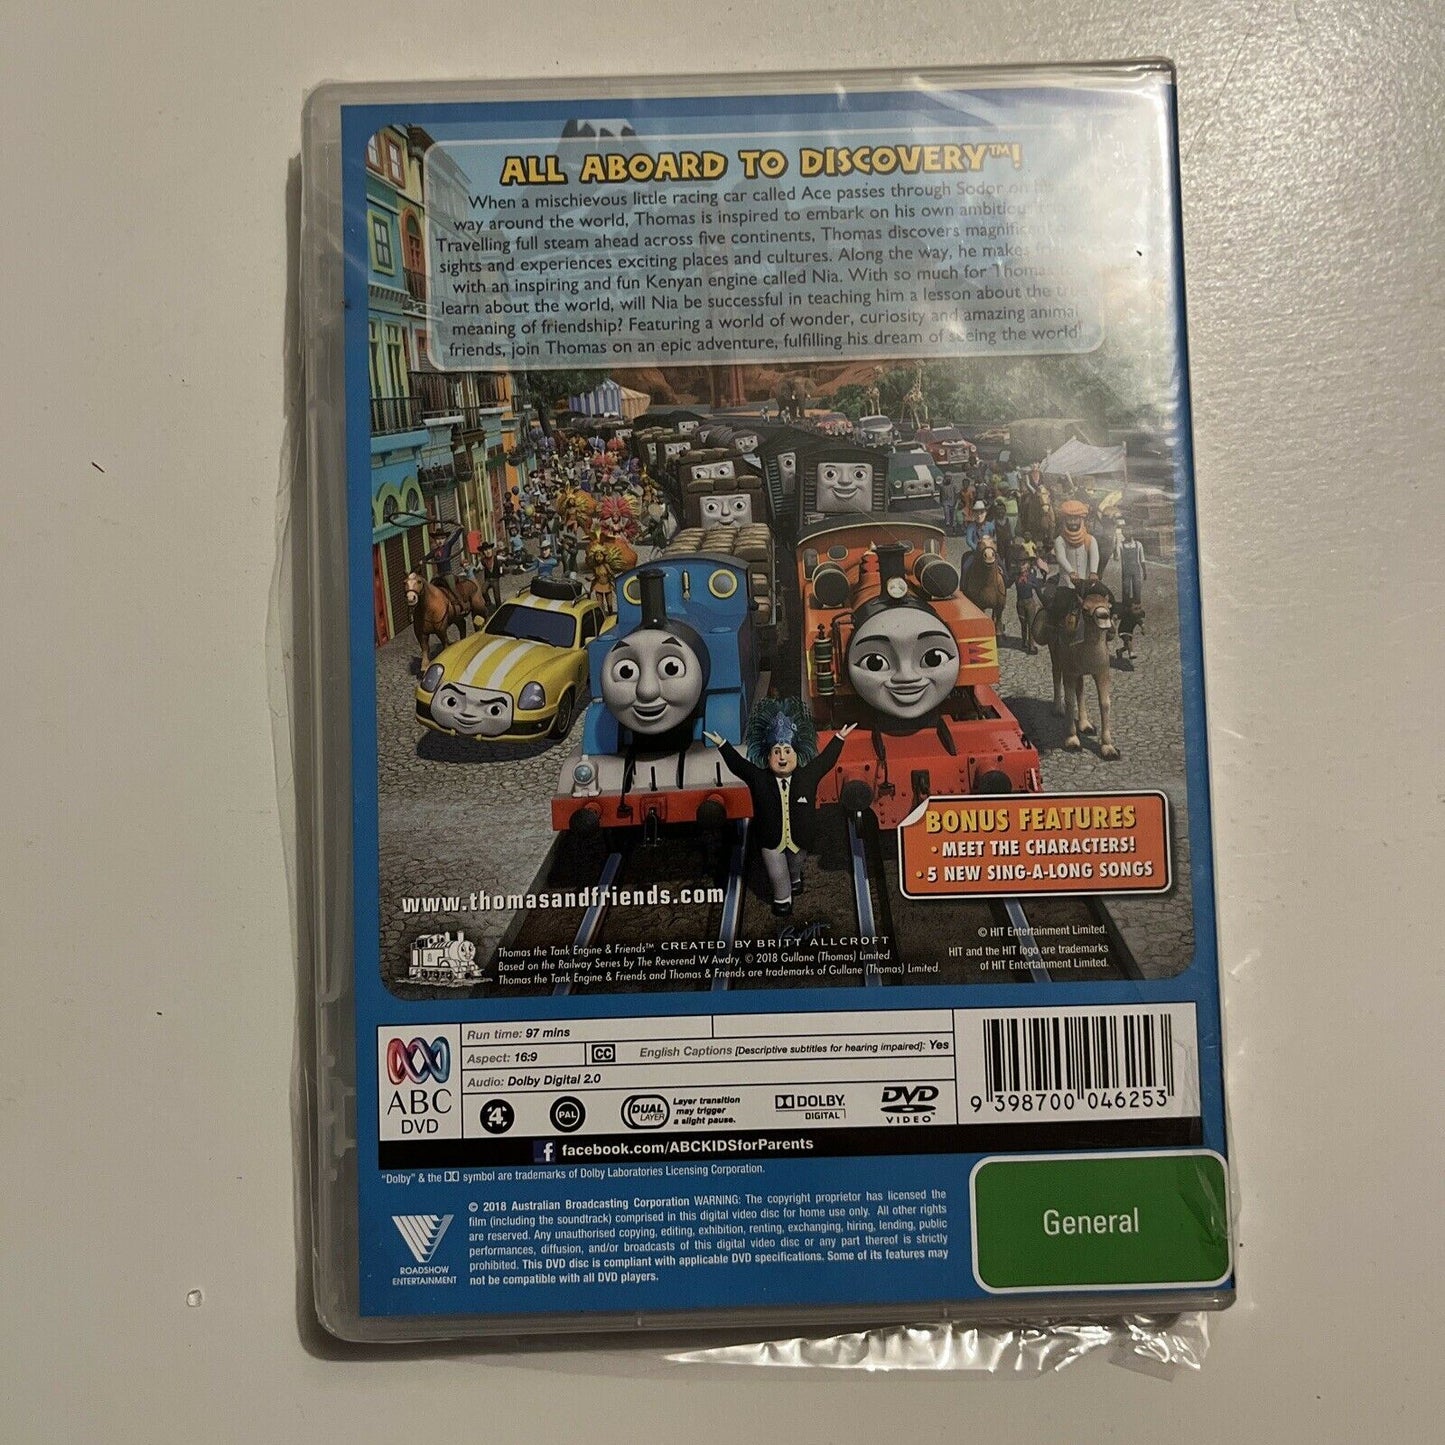 ALL ABOARD TO DISCOVERY™!
When a mischievous little racing car called Ace passes through Sodor on his
way around the world, Thomas is inspired to embark on his own ambitious
Travelling full steam ahead across five continents, Thomas discovers
sights and experiences exciting places and cultures. Along the way, he makes
with an inspiring and fun Kenyan engine called Nia. With so much for Thomas to
learn about the world, will Nia be successful in teaching him a lesson about the
meaning of friendship? Featuring a world of wonder, curiosity and amazing animal
friends, join Thomas on an epic adventure, fulfilling his dream of seeing the world!
BONUS FEATURES
• MEET THE CHARACTERS!
• 5 NEW SING-A-LONG SONGS
www.thomasandfriends.com
Thomas the Tank Engine & Friends™ CREATED BY BRITT ALLCROFT
Based on the Railway Series by The Reverend W Awdry. © 2018 Gullane (Thomas) Limited.
Thomas the Tank Engine & Friends and Thomas & Friends are trademarks of Gullane (Thomas) Limited.
© HIT Entertainment Limited.
HIT and the HIT logo are trademarks
of HIT Entertainment Limited.
ABC
DVD
Run time: 97 mins
Aspect: 16:9
CC
English Captions [Descriptive subtitles for hearing impaired]: Yes
Audio: Dolby Digital 2.0
4
PAL
DUAL
LAYER
Layer transition
may trigger
a slight pause.
DOLBY
DIGITAL
DVD
VIDEO
9 398700 046253
f facebook.com/ABCKIDSforParents
"Dolby" & the DD symbol are trademarks of Dolby Laboratories Licensing Corporation.
ROADSHOW
ENTERTAINMENT
© 2018 Australian Broadcasting Corporation WARNING: The copyright proprietor has licensed the
film (including the soundtrack) comprised in this digital video disc for home use only. All other rights
are reserved. Any unauthorised copying, editing, exhibition, renting, exchanging, hiring, lending, public
performances, diffusion, and/or broadcasts of this digital video disc or any part thereof is strictly
prohibited. This DVD disc is compliant with applicable DVD specifications. Some of its features may
not be compatible with all DVD players.
General